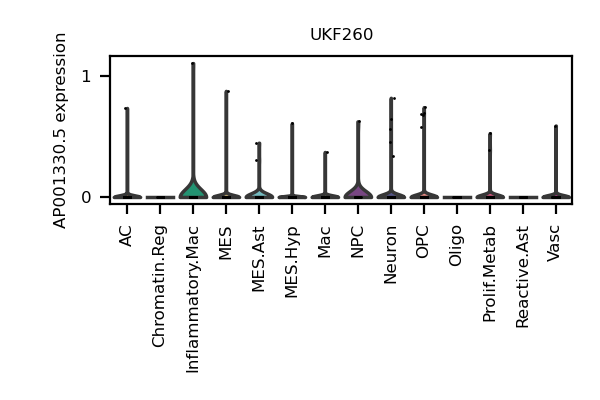 UKF260
AP001330.5 expression
1
0
AC
Chromatin.Reg
Inflammatory.Mac
MES
MES.Ast
MES.Hyp
Mac
NPC
Neuron
OPC
Oligo
Prolif.Metab
Reactive.Ast
Vasc